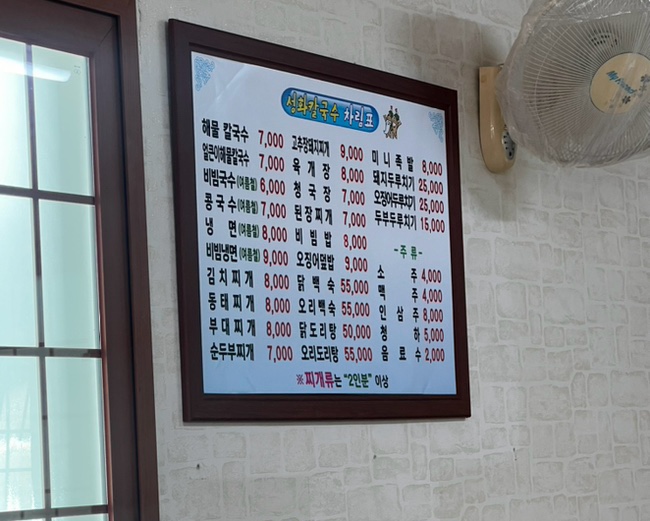 성화칼국수 차림표
해물 칼국수 7,000
얼큰이해물칼국수 7,000
비빔국수(여름철) 6,000
콩국수(여름철) 7,000
냉 면(여름철) 8,000
비빔냉면(여름철) 9,000
김치찌개 8,000
동태찌개 8,000
부대찌개 8,000
순두부찌개 7,000
고추장돼지찌개 9,000
육개장 8,000
청국장 7,000
된장찌개 7,000
비빔밥 8,000
오징어덮밥 9,000
닭백숙 55,000
오리백숙 55,000
닭도리탕 50,000
오리도리탕 55,000
미니족발 8,000
돼지두루치기 25,000
오징어두루치기 25,000
두부두루치기 15,000
-주류-
소 주 4,000
맥 주 4,000
인삼주 8,000
청 하 5,000
음료수 2,000
※찌개류는 "2인분" 이상